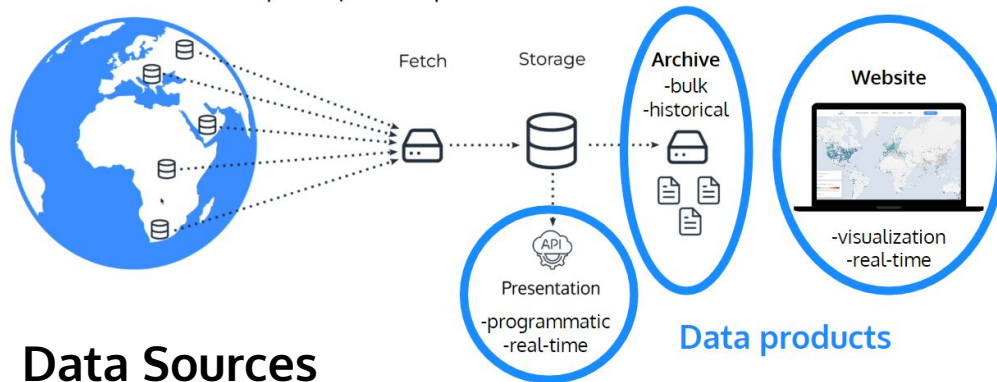 Fetch
Storage
Archive
-bulk
-historical
Website
-visualization
-real-time
API
Presentation
-programmatic
-real-time
Data products
Data Sources